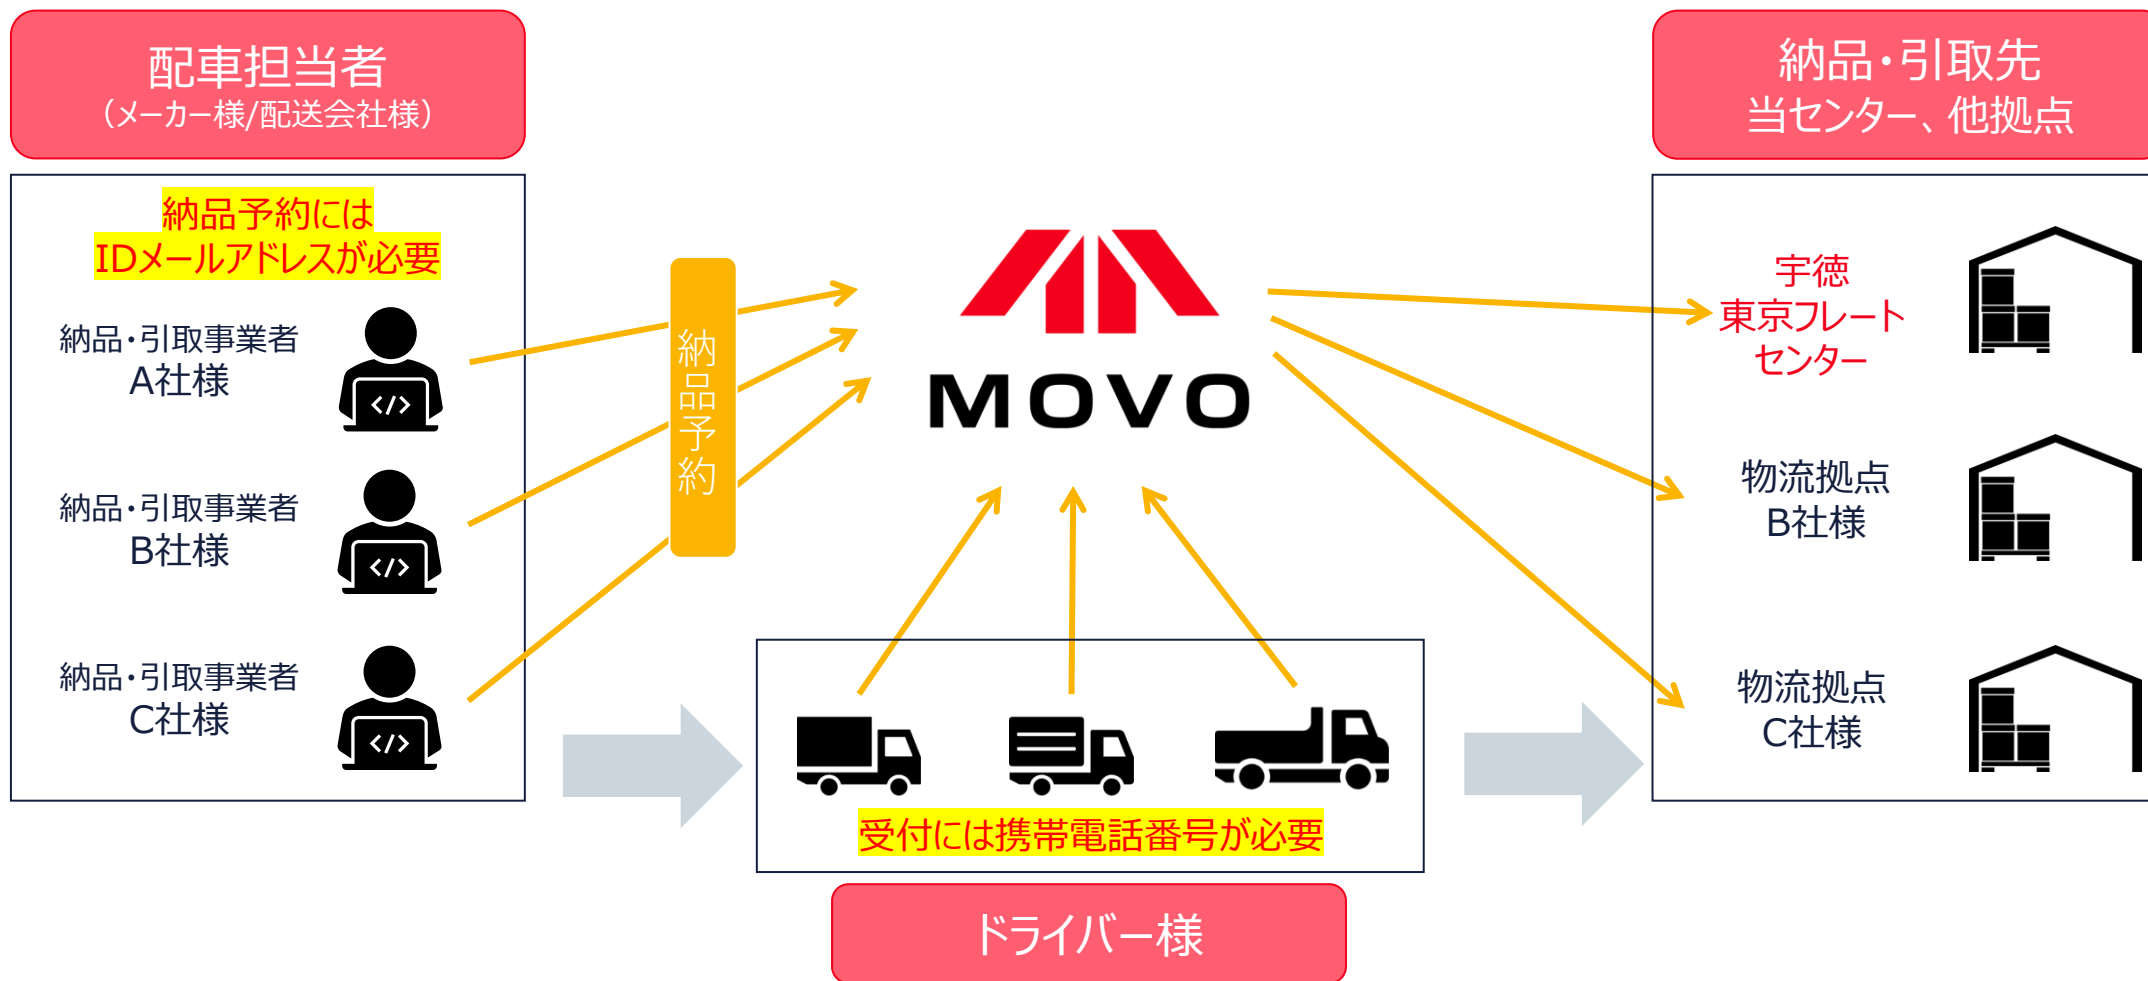 配車担当者
（メーカー様/配送会社様）
納品予約には
IDメールアドレスが必要
納品・引取事業者
A社様
納品・引取事業者
B社様
納品・引取事業者
C社様
納品予約
MOVO
受付には携帯電話番号が必要
ドライバー様
納品・引取先
当センター、他拠点
宇徳
東京フレート
センター
物流拠点
B社様
物流拠点
C社様